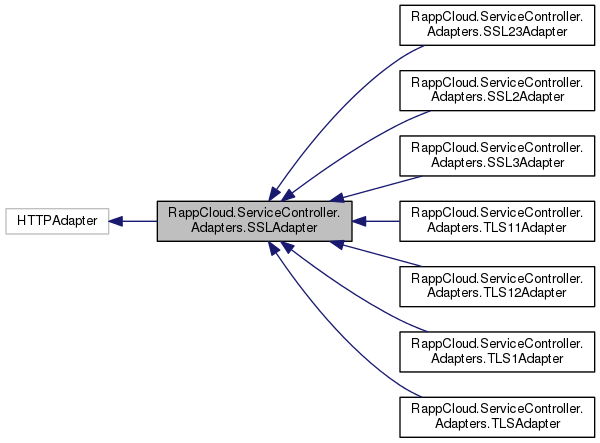 RappCloud.ServiceController.
Adapters.SSL23Adapter
RappCloud.ServiceController.
Adapters.SSL2Adapter
RappCloud.ServiceController.
Adapters.SSL3Adapter
HTTPAdapter
RappCloud.ServiceController.
Adapters.SSLAdapter
RappCloud.ServiceController.
Adapters.TLS11Adapter
RappCloud.ServiceController.
Adapters.TLS12Adapter
RappCloud.ServiceController.
Adapters.TLS1Adapter
RappCloud.ServiceController.
Adapters.TLSAdapter